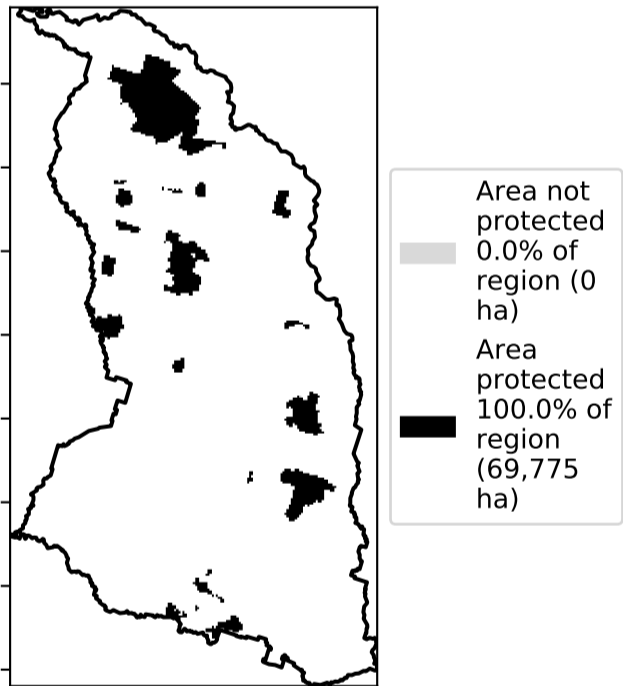 Area not
protected
0.0% of
region (0
ha)
Area
protected
100.0% of
region
(69,775
ha)